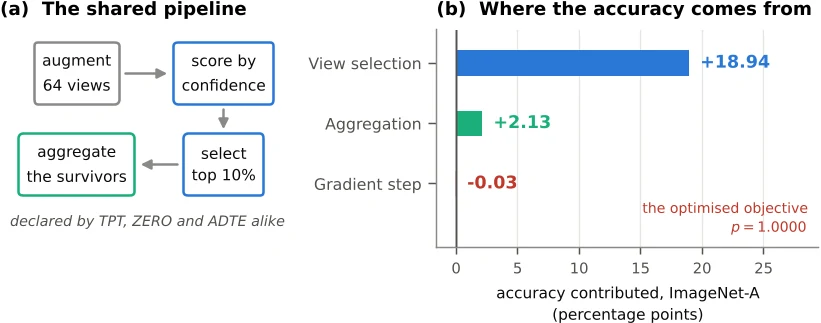 (a) The shared pipeline
augment
64 views
score by
confidence
select
top 10%
aggregate
the survivors
declared by TPT, ZERO and ADTE alike
(b) Where the accuracy comes from
View selection
+18.94
Aggregation
+2.13
Gradient step
-0.03
the optimised objective
p = 1.0000
0 5 10 15 20 25
accuracy contributed, ImageNet-A
(percentage points)